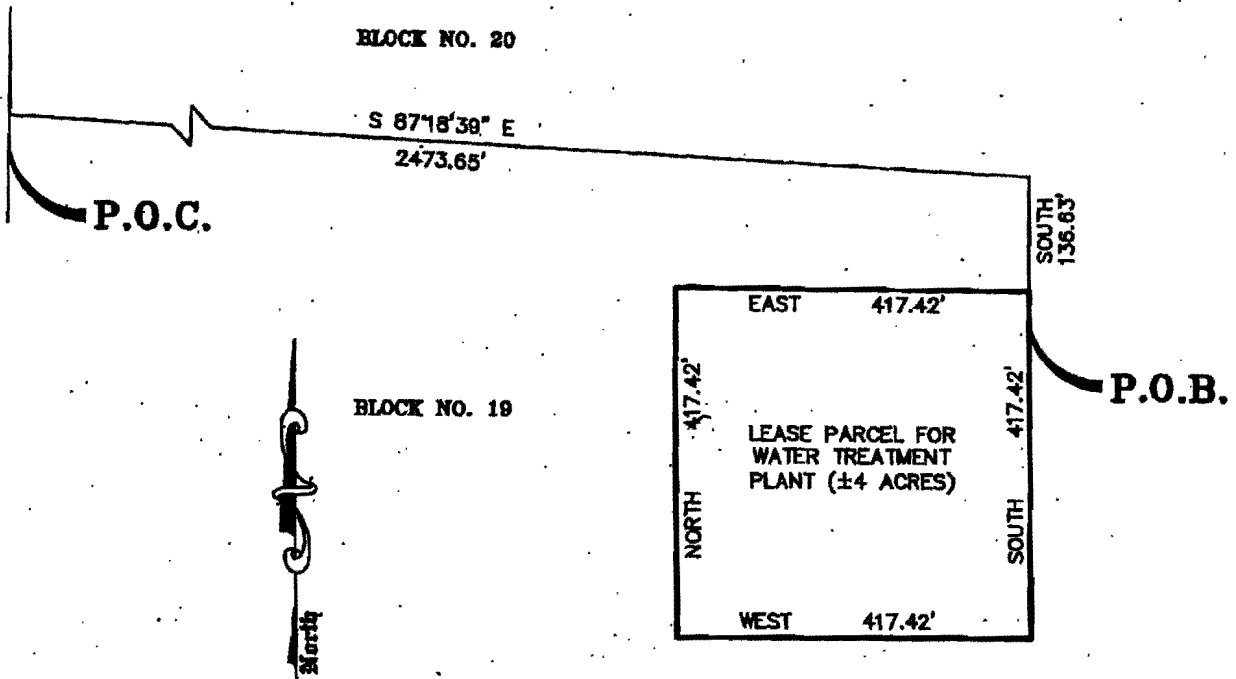 BLOCK NO. 20
S 87°18'39" E
2473.65'
P.O.C.
SOUTH
136.63'
EAST 417.42'
P.O.B.
417.42'
NORTH
BLOCK NO. 19
LEASE PARCEL FOR
WATER TREATMENT
PLANT (±4 ACRES)
417.42'
SOUTH
WEST 417.42'
North